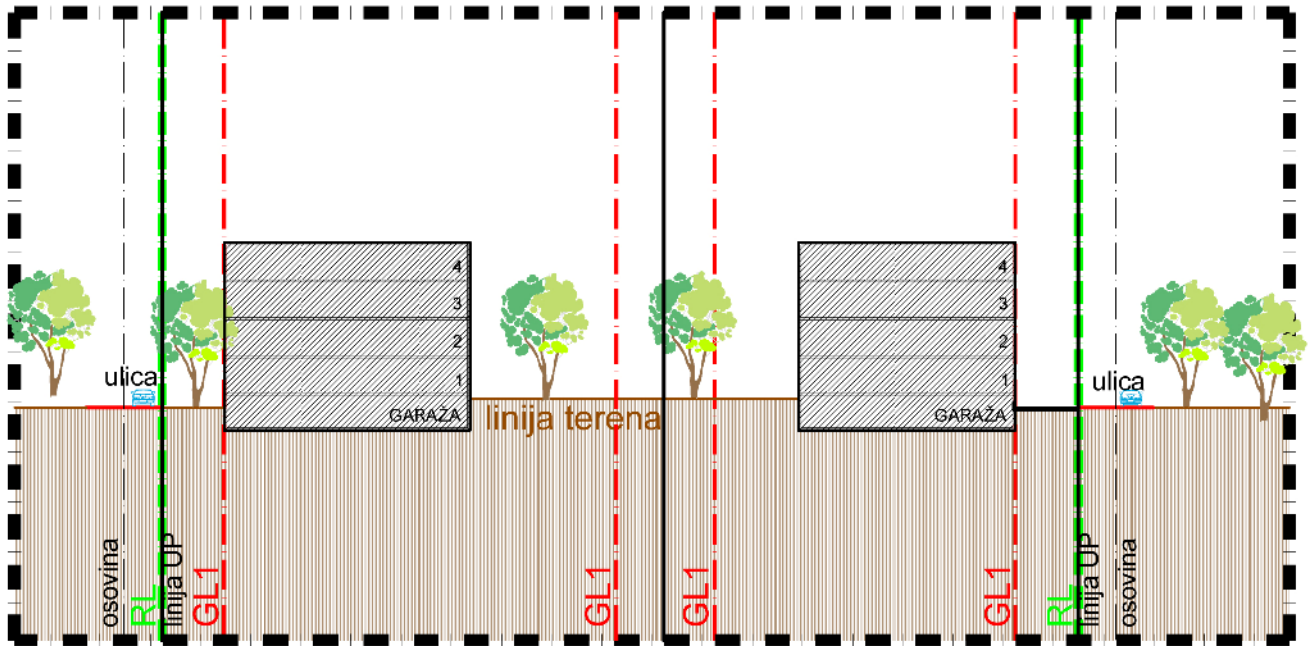 4
3
2
1
GARAŽA
4
3
2
1
GARAŽA
ulica
ulica
linija terena
osovina
RL
linija UP
GL1
GL1
GL1
GL1
RL
linija UP
osovina